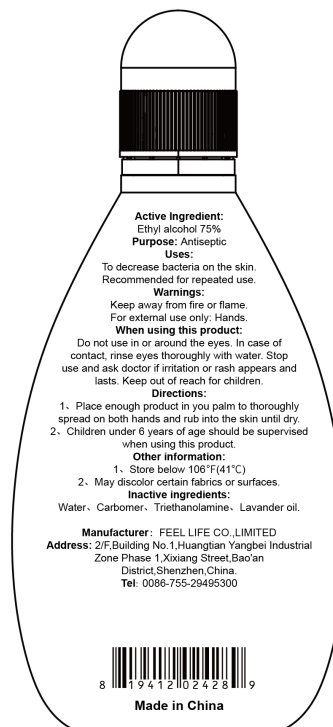 Active Ingredient:
Ethyl alcohol 75%
Purpose: Antiseptic
Uses:
To decrease bacteria on the skin.
Recommended for repeated use.
Warnings:
Keep away from fire or flame.
For external use only: Hands.
When using this product:
Do not use in or around the eyes. In case of
contact, rinse eyes thoroughly with water. Stop
use and ask doctor if irritation or rash appears and
lasts. Keep out of reach for children.
Directions:
1、Place enough product in you palm to thoroughly
spread on both hands and rub into the skin until dry.
2、Children under 6 years of age should be supervised
when using this product.
Other information:
1、Store below 106°F(41℃)
2、May discolor certain fabrics or surfaces.
Inactive ingredients:
Water、Carbomer、Triethanolamine、Lavander oil.
Manufacturer：FEEL LIFE CO.,LIMITED
Address: 2/F,Building No.1,Huangtian Yangbei Industrial
Zone Phase 1,Xixiang Street,Bao'an
District,Shenzhen,China.
Tel: 0086-755-29495300
8 19412 02428 9
Made in China